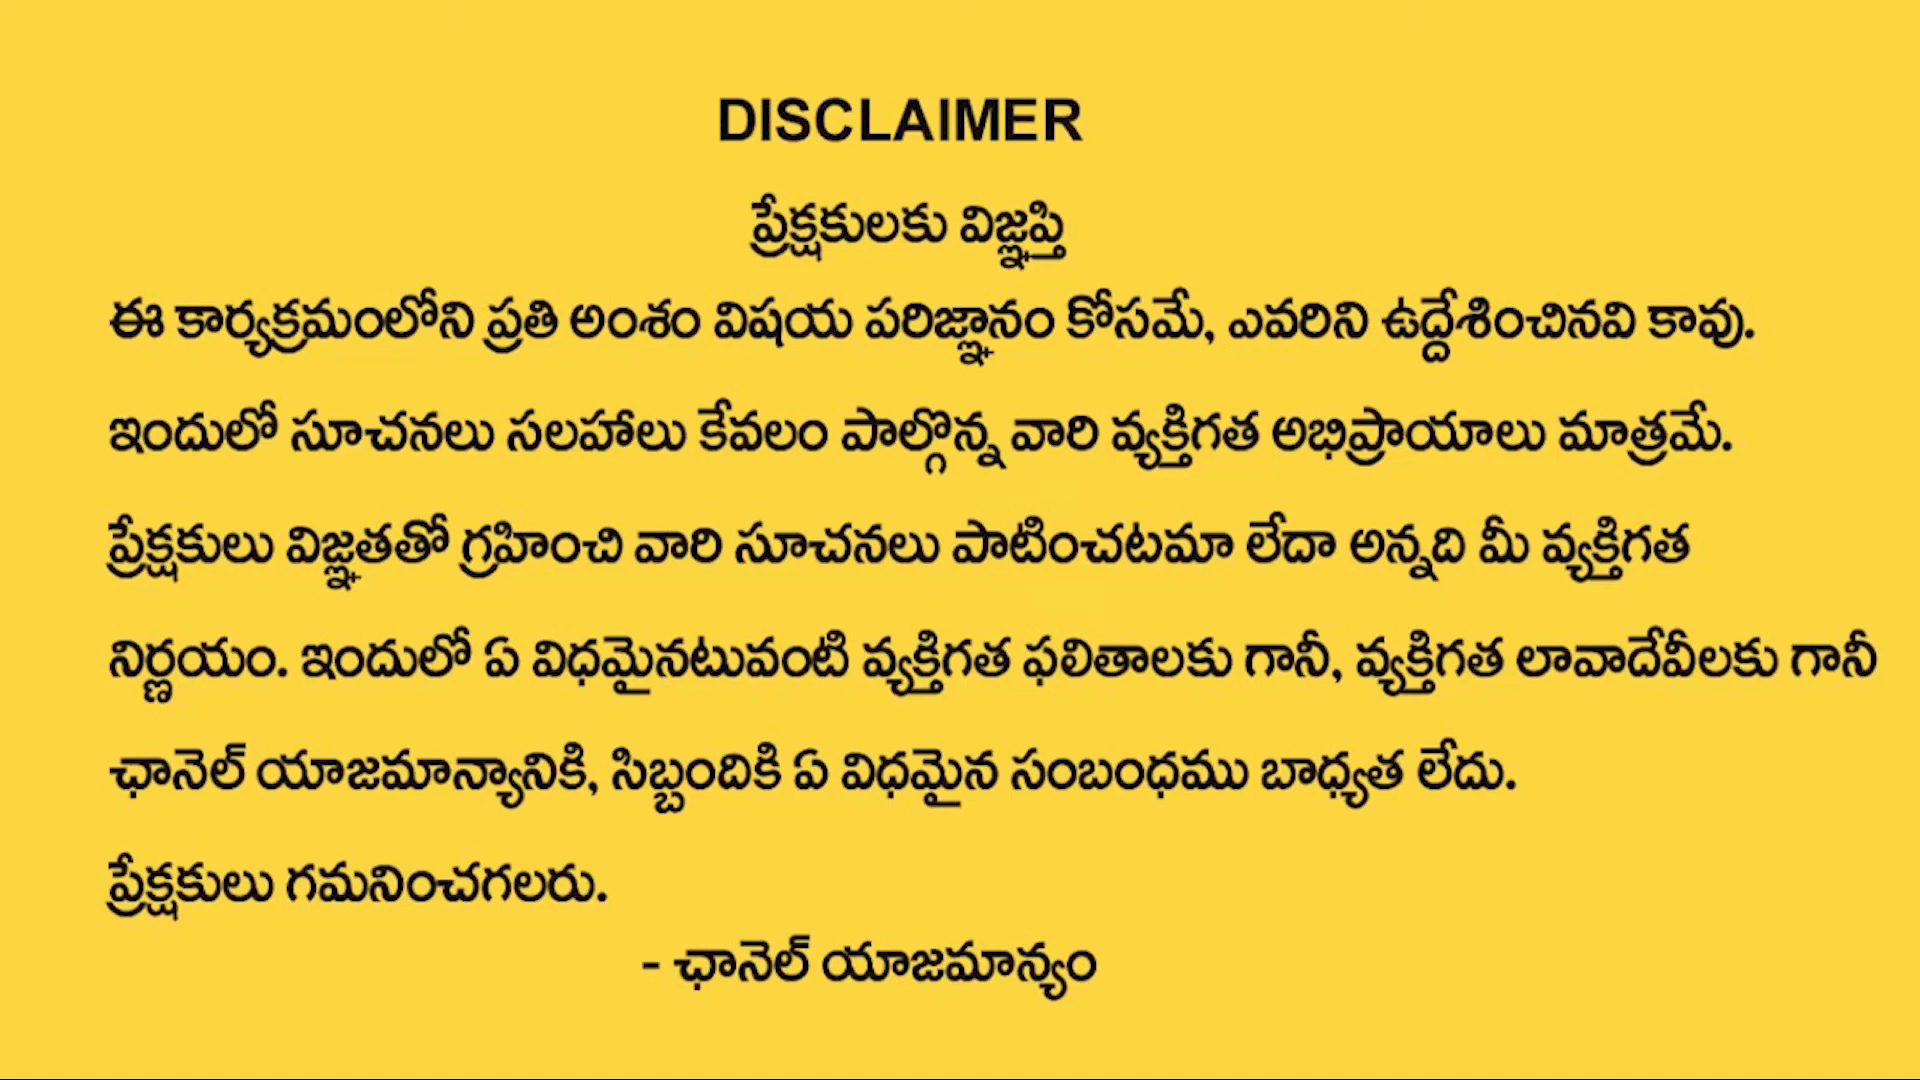 DISCLAIMER
ప్రేక్షకులకు విజ్ఞప్తి
ఈ కార్యక్రమంలోని ప్రతి అంశం విషయ పరిజ్ఞానం కోసమే, ఎవరిని ఉద్దేశించినవి కావు.
ఇందులో సూచనలు సలహాలు కేవలం పాల్గొన్న వారి వ్యక్తిగత అభిప్రాయాలు మాత్రమే.
ప్రేక్షకులు విజ్ఞతతో గ్రహించి వారి సూచనలు పాటించటమా లేదా అన్నది మీ వ్యక్తిగత
నిర్ణయం. ఇందులో ఏ విధమైనటువంటి వ్యక్తిగత ఫలితాలకు గానీ, వ్యక్తిగత లావాదేవీలకు గానీ
ఛానెల్ యాజమాన్యానికి, సిబ్బందికి ఏ విధమైన సంబంధము బాధ్యత లేదు.
ప్రేక్షకులు గమనించగలరు.
- ఛానెల్ యాజమాన్యం